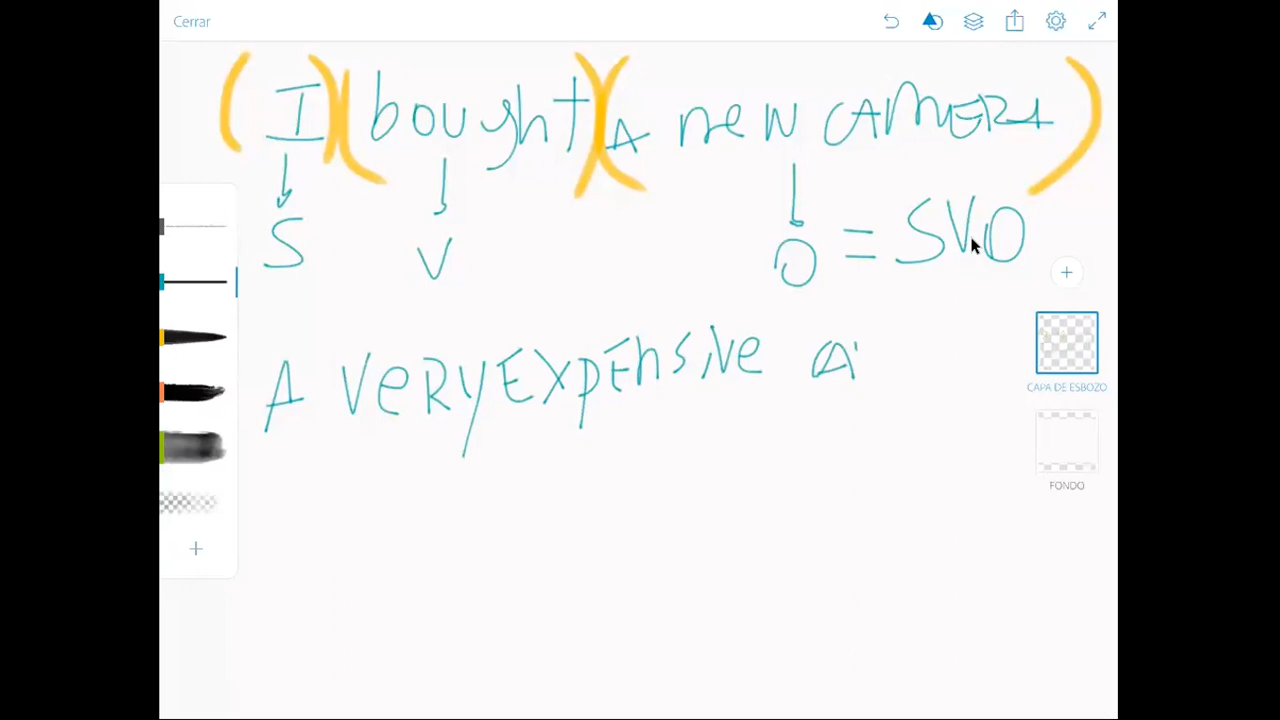 Cerrar
(I)(bought)(A new CAMERA)
S V O = SVO
A VeRY EXPENSIVE a
CAPA DE ESBOZO
FONDO